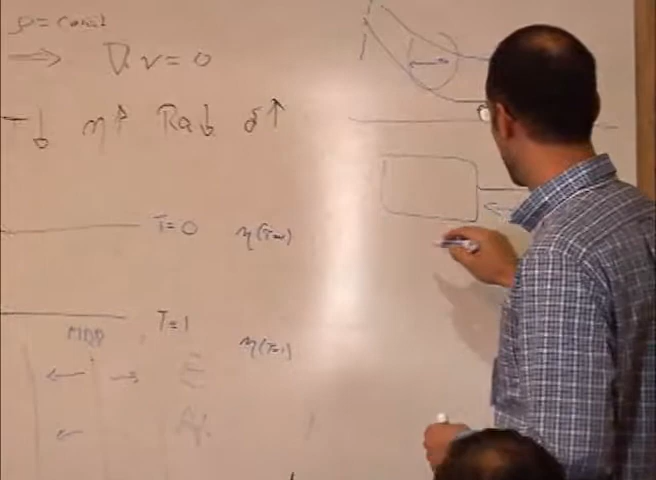 ρ = const
⇒ ∇ v = 0
T↓ η↑ Ra↓ δ↑
T=0 η(T=0)
T=1 η(T=1)
MOR